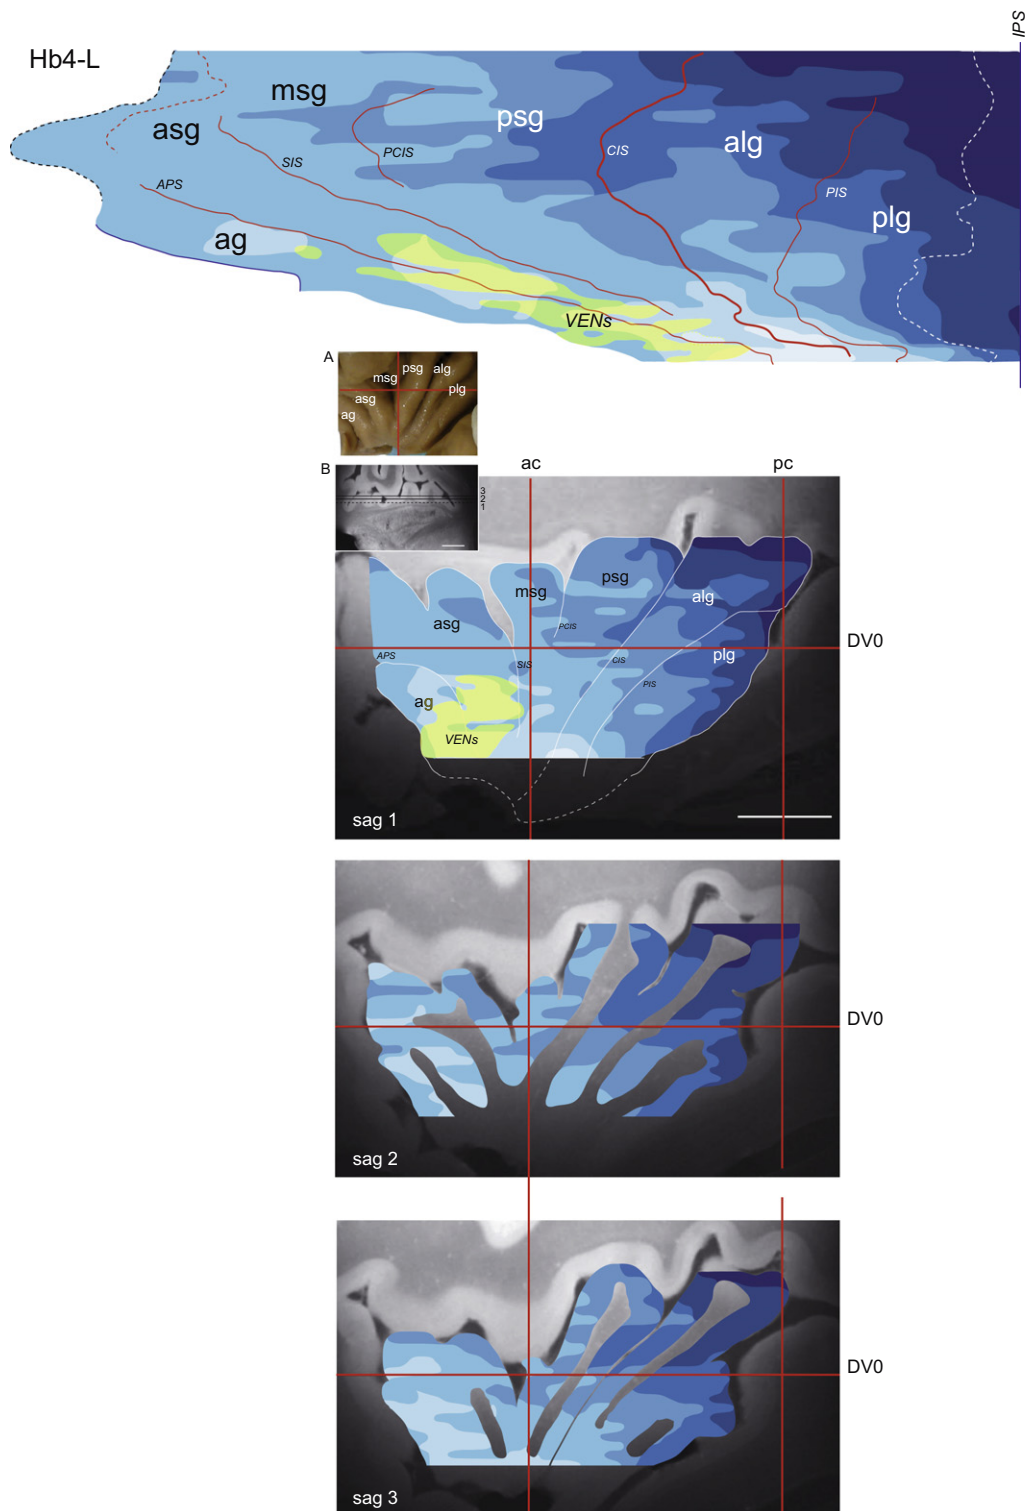 Hb4-L
IPS
msg
psg
asg
alg
SIS
PCIS
CIS
APS
PIS
plg
ag
VENs
A
psg
alg
msg
plg
asg
ag
B
3
2
1
ac
pc
psg
msg
alg
asg
PCIS
DV0
APS
SIS
CIS
plg
PIS
ag
VENs
sag 1
DV0
sag 2
DV0
sag 3